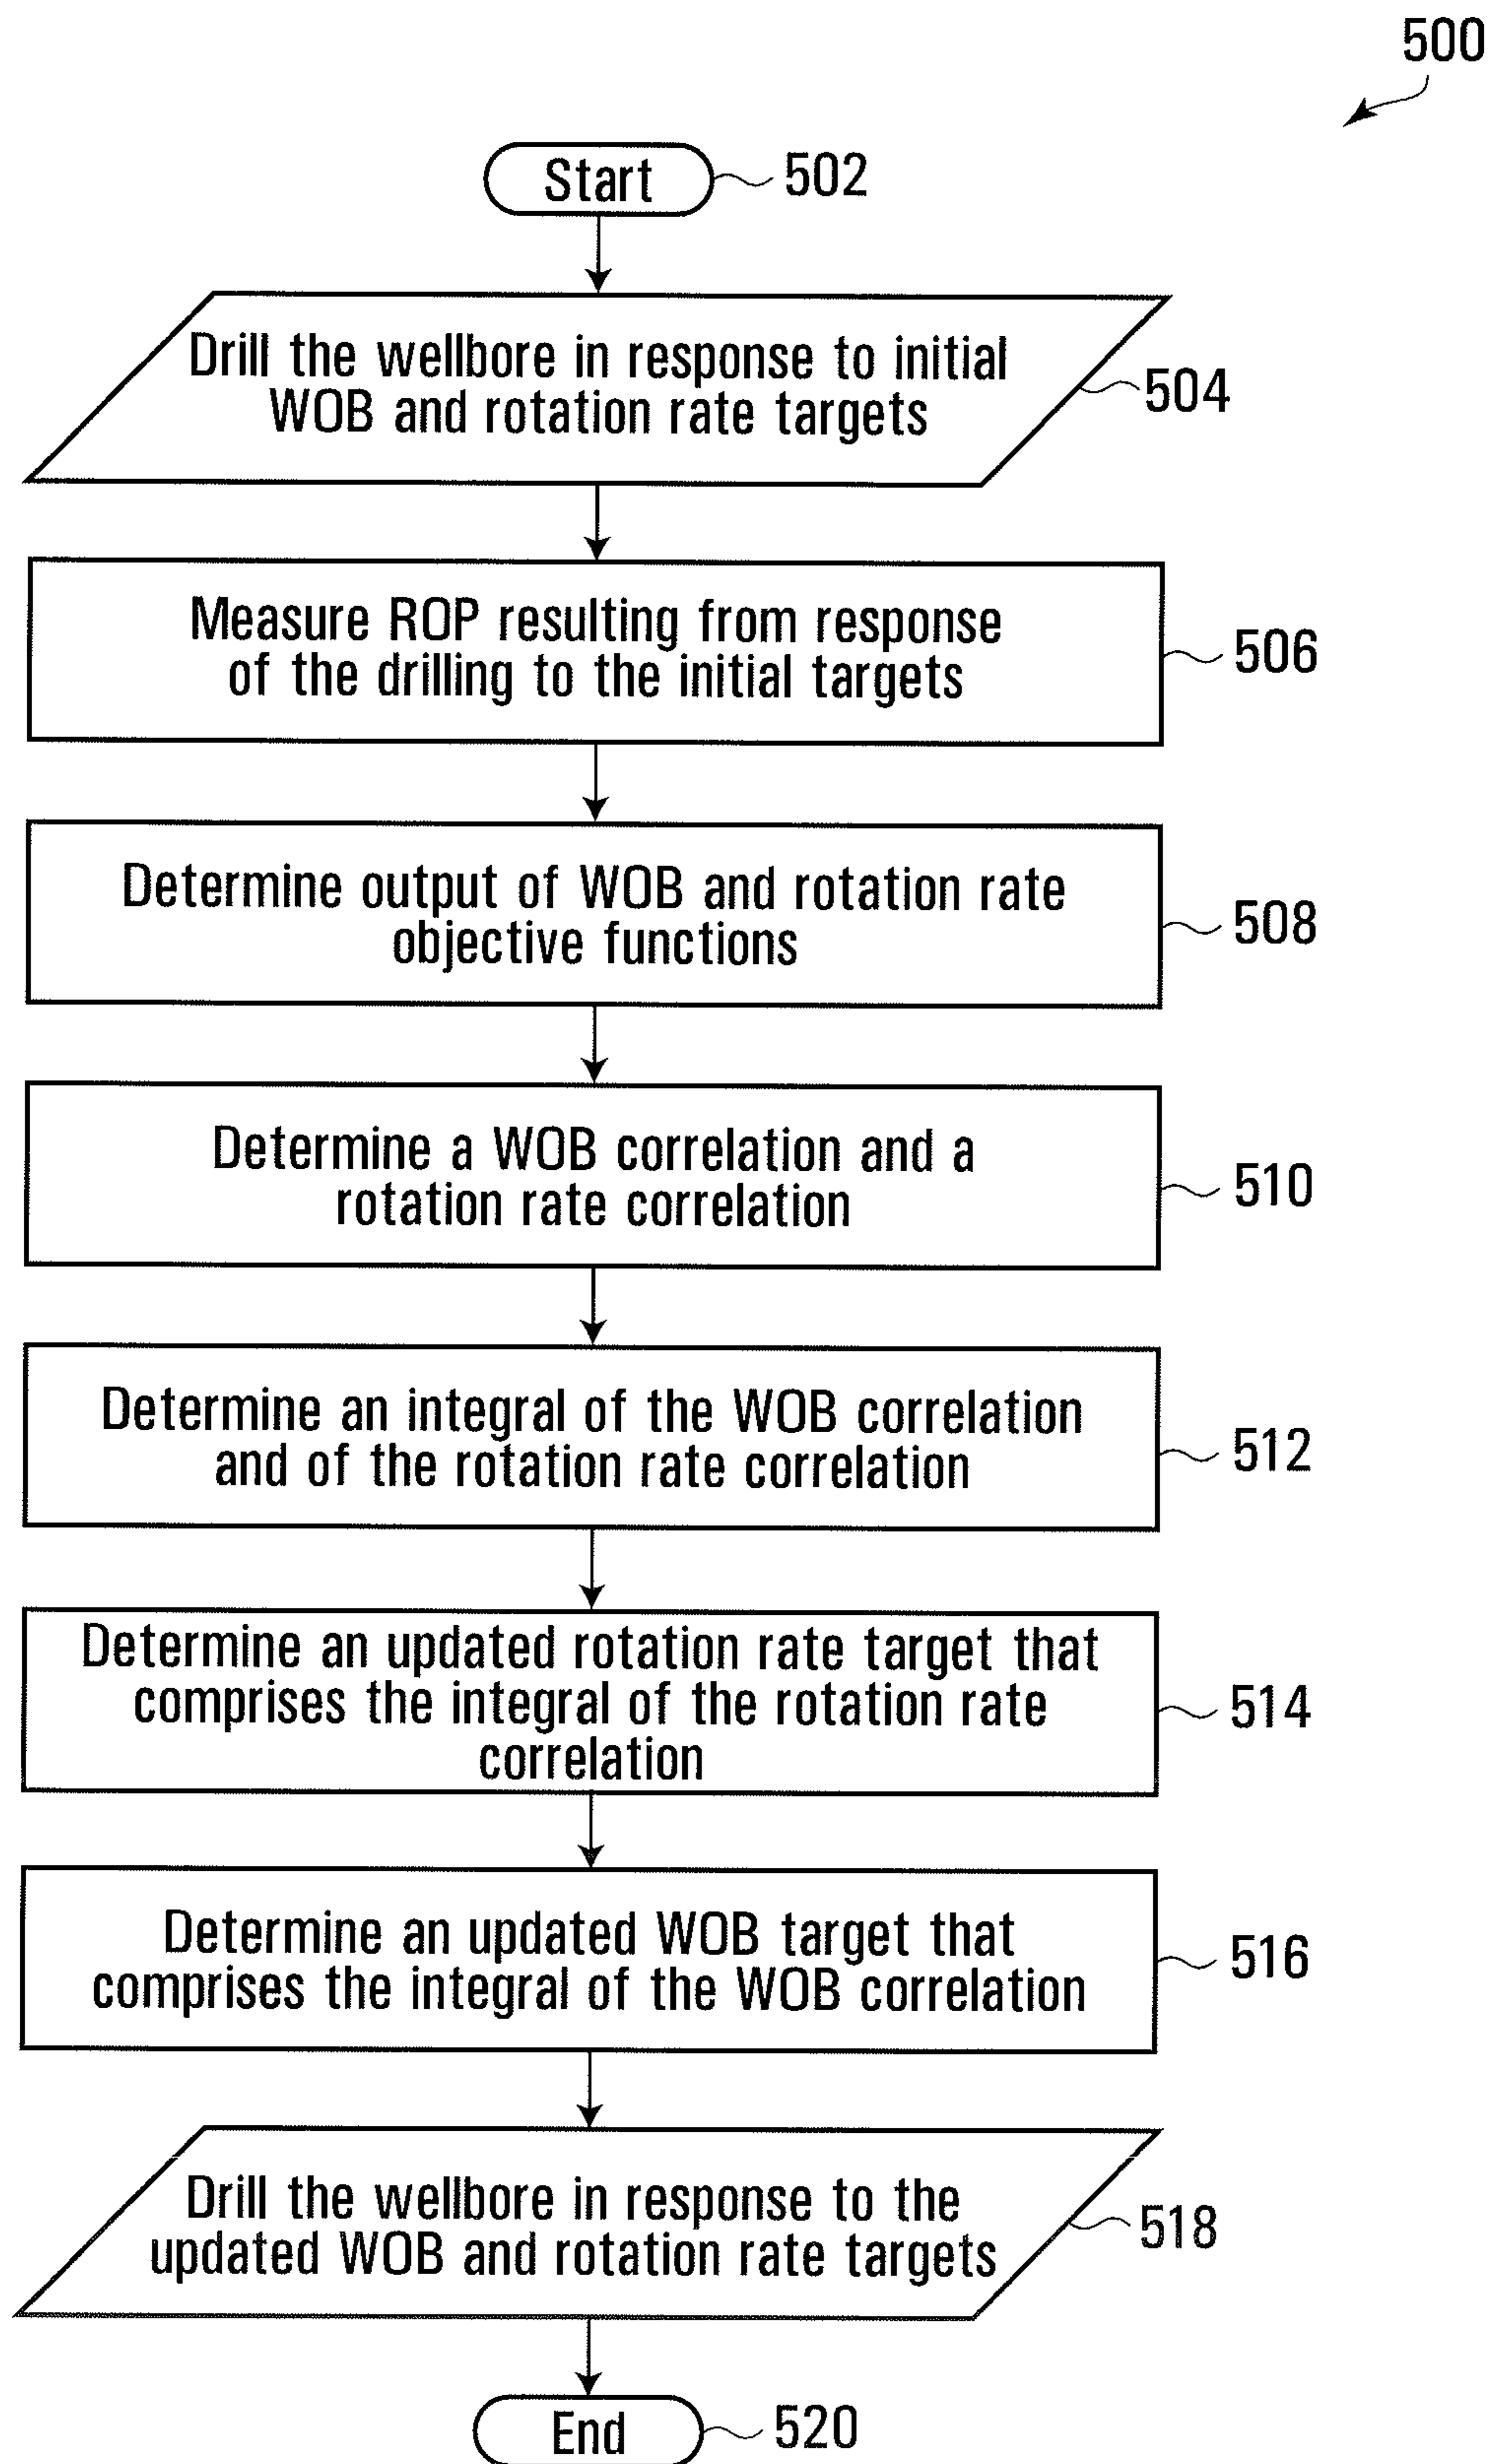 500
Start
502
Drill the wellbore in response to initial
WOB and rotation rate targets
504
Measure ROP resulting from response
of the drilling to the initial targets
506
Determine output of WOB and rotation rate
objective functions
508
Determine a WOB correlation and a
rotation rate correlation
510
Determine an integral of the WOB correlation
and of the rotation rate correlation
512
Determine an updated rotation rate target that
comprises the integral of the rotation rate
correlation
514
Determine an updated WOB target that
comprises the integral of the WOB correlation
516
Drill the wellbore in response to the
updated WOB and rotation rate targets
518
End
520